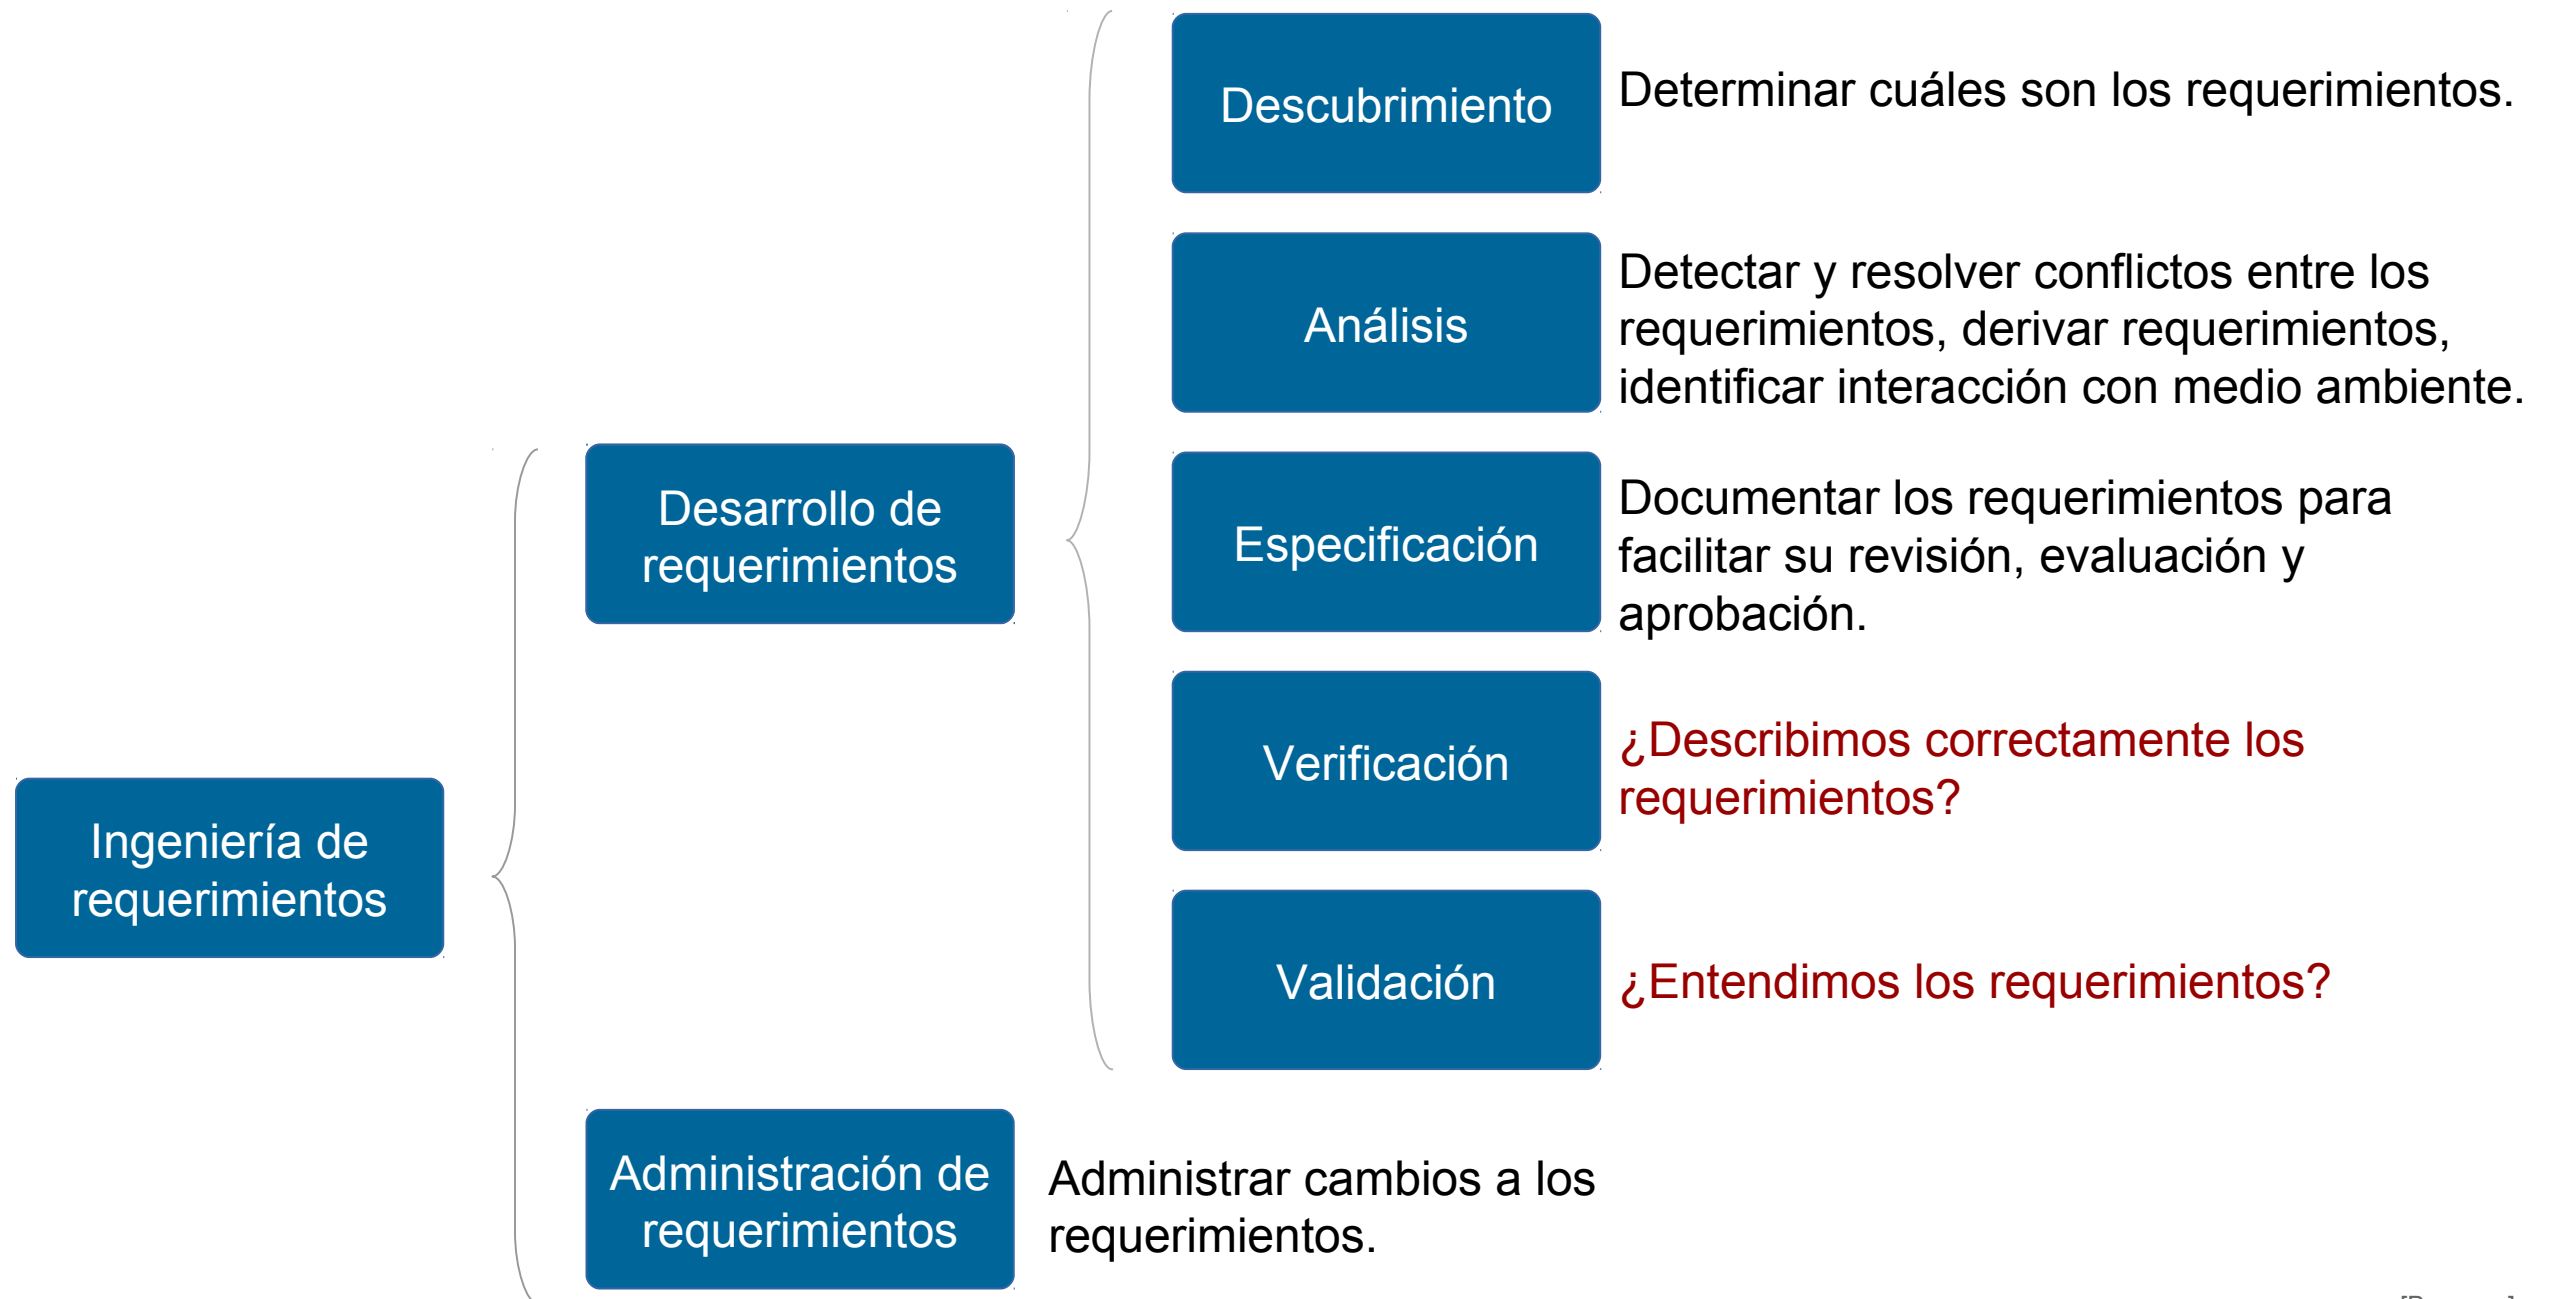 Descubrimiento
Determinar cuáles son los requerimientos.
Análisis
Detectar y resolver conflictos entre los
requerimientos, derivar requerimientos,
identificar interacción con medio ambiente.
Desarrollo de
requerimientos
Especificación
Documentar los requerimientos para
facilitar su revisión, evaluación y
aprobación.
Verificación
¿Describimos correctamente los
requerimientos?
Ingeniería de
requerimientos
Validación
¿Entendimos los requerimientos?
Administración de
requerimientos
Administrar cambios a los
requerimientos.